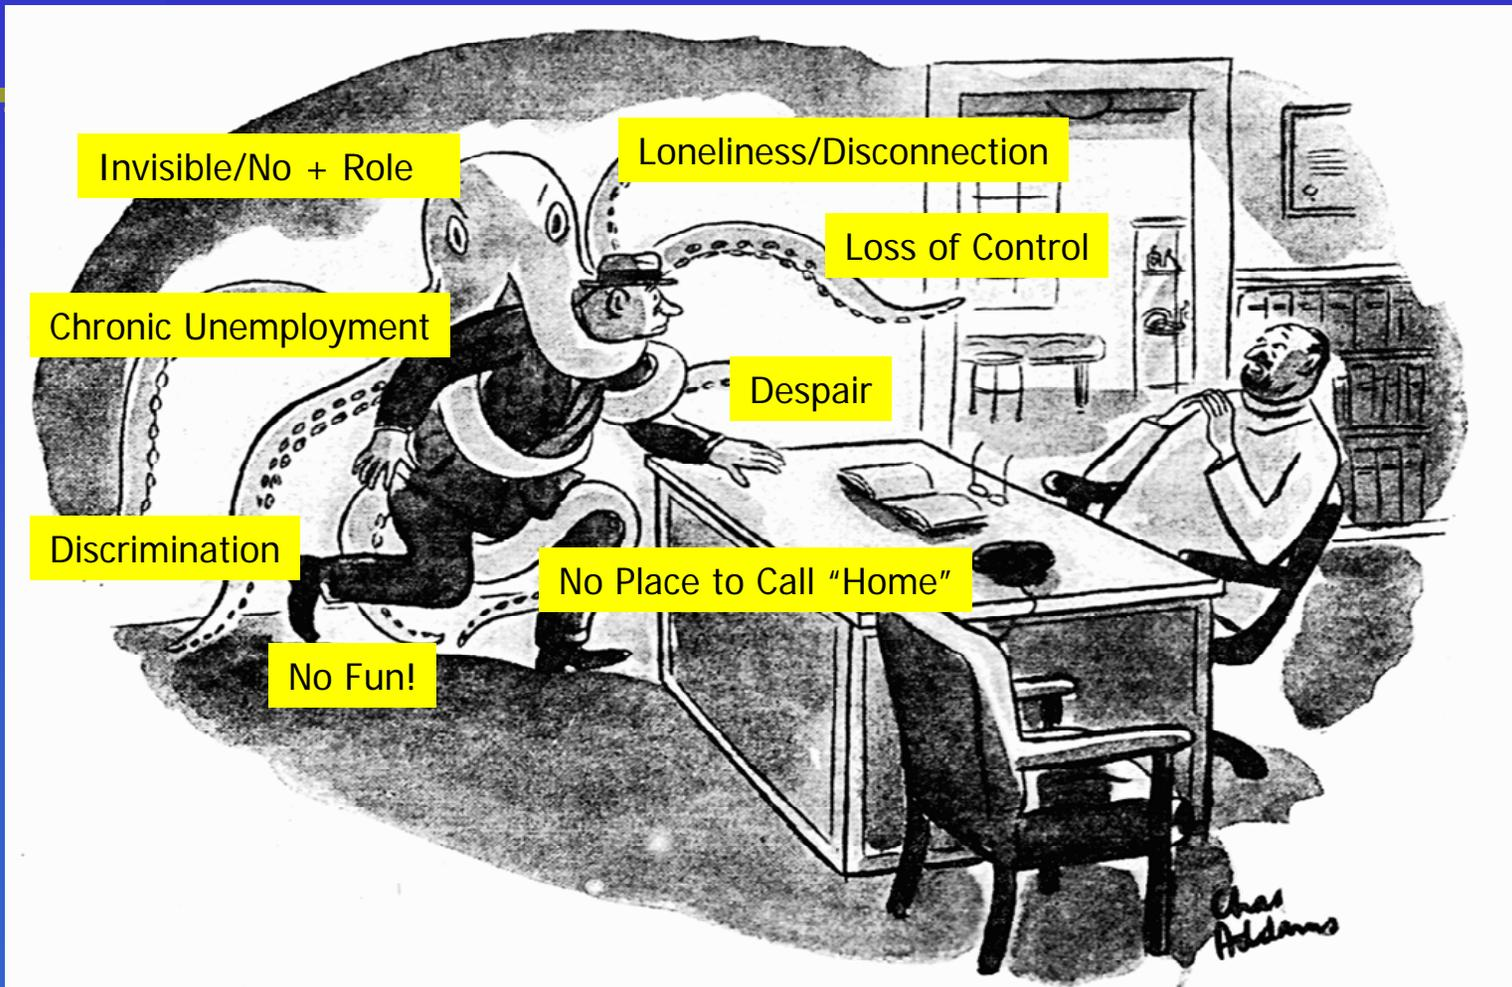 Invisible/No + Role
Loneliness/Disconnection
Loss of Control
Chronic Unemployment
Despair
Discrimination
No Place to Call “Home”
No Fun!
Chas
Addams